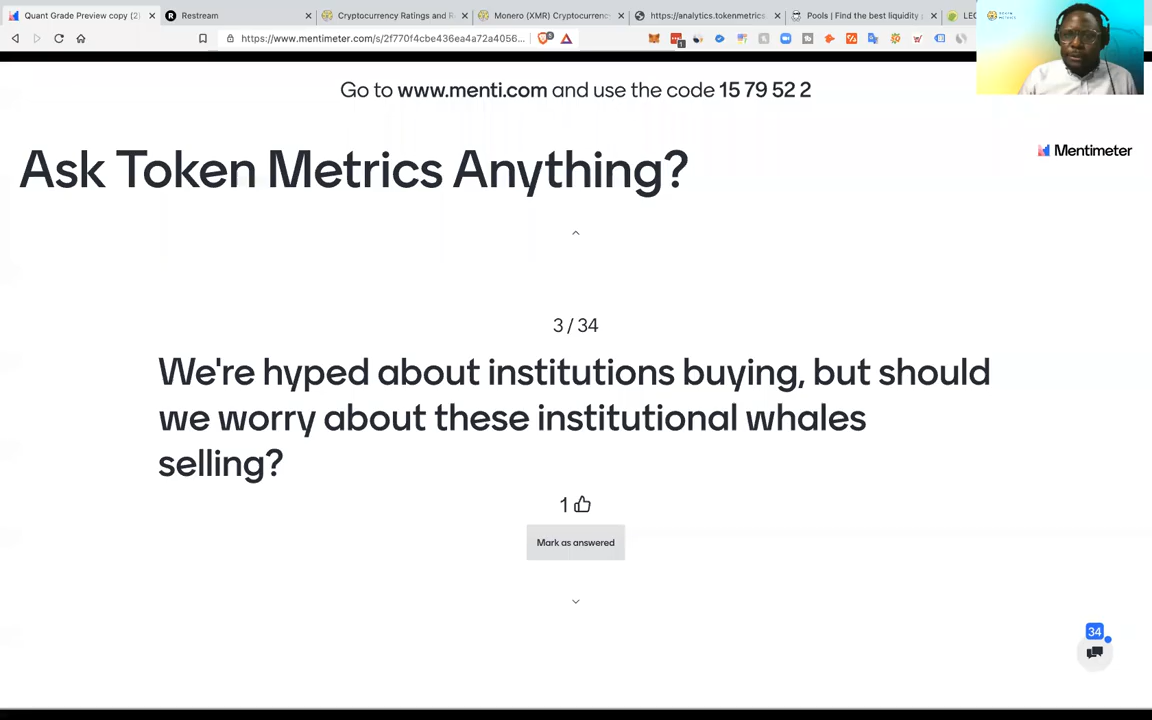 Quant Grade Preview copy (2)
Restream
Cryptocurrency Ratings and R
Monero (XMR) Cryptocurrenc
https://analytics.tokenmetrics
Pools | Find the best liquidity
LEO
https://www.mentimeter.com/s/2f770f4cbe436ea4a72a4056...
Go to www.menti.com and use the code 15 79 52 2
Ask Token Metrics Anything?
Mentimeter
3 / 34
We're hyped about institutions buying, but should
we worry about these institutional whales
selling?
1
Mark as answered
34